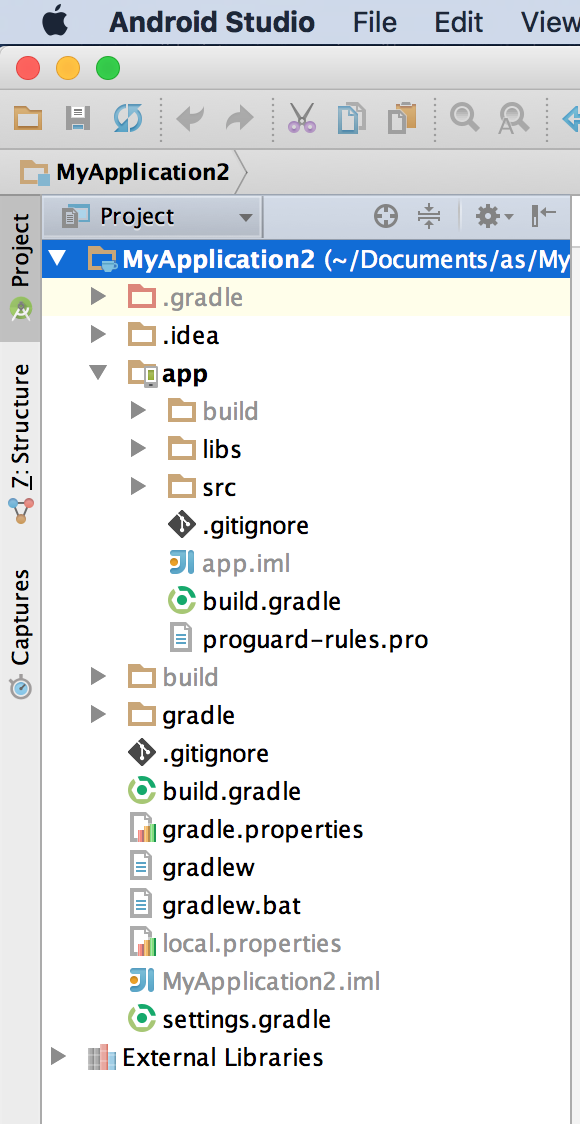 Android Studio File Edit View
MyApplication2
Project
Project
7: Structure
Captures
MyApplication2 (~/Documents/as/My
.gradle
.idea
app
build
libs
src
.gitignore
app.iml
build.gradle
proguard-rules.pro
build
gradle
.gitignore
build.gradle
gradle.properties
gradlew
gradlew.bat
local.properties
MyApplication2.iml
settings.gradle
External Libraries